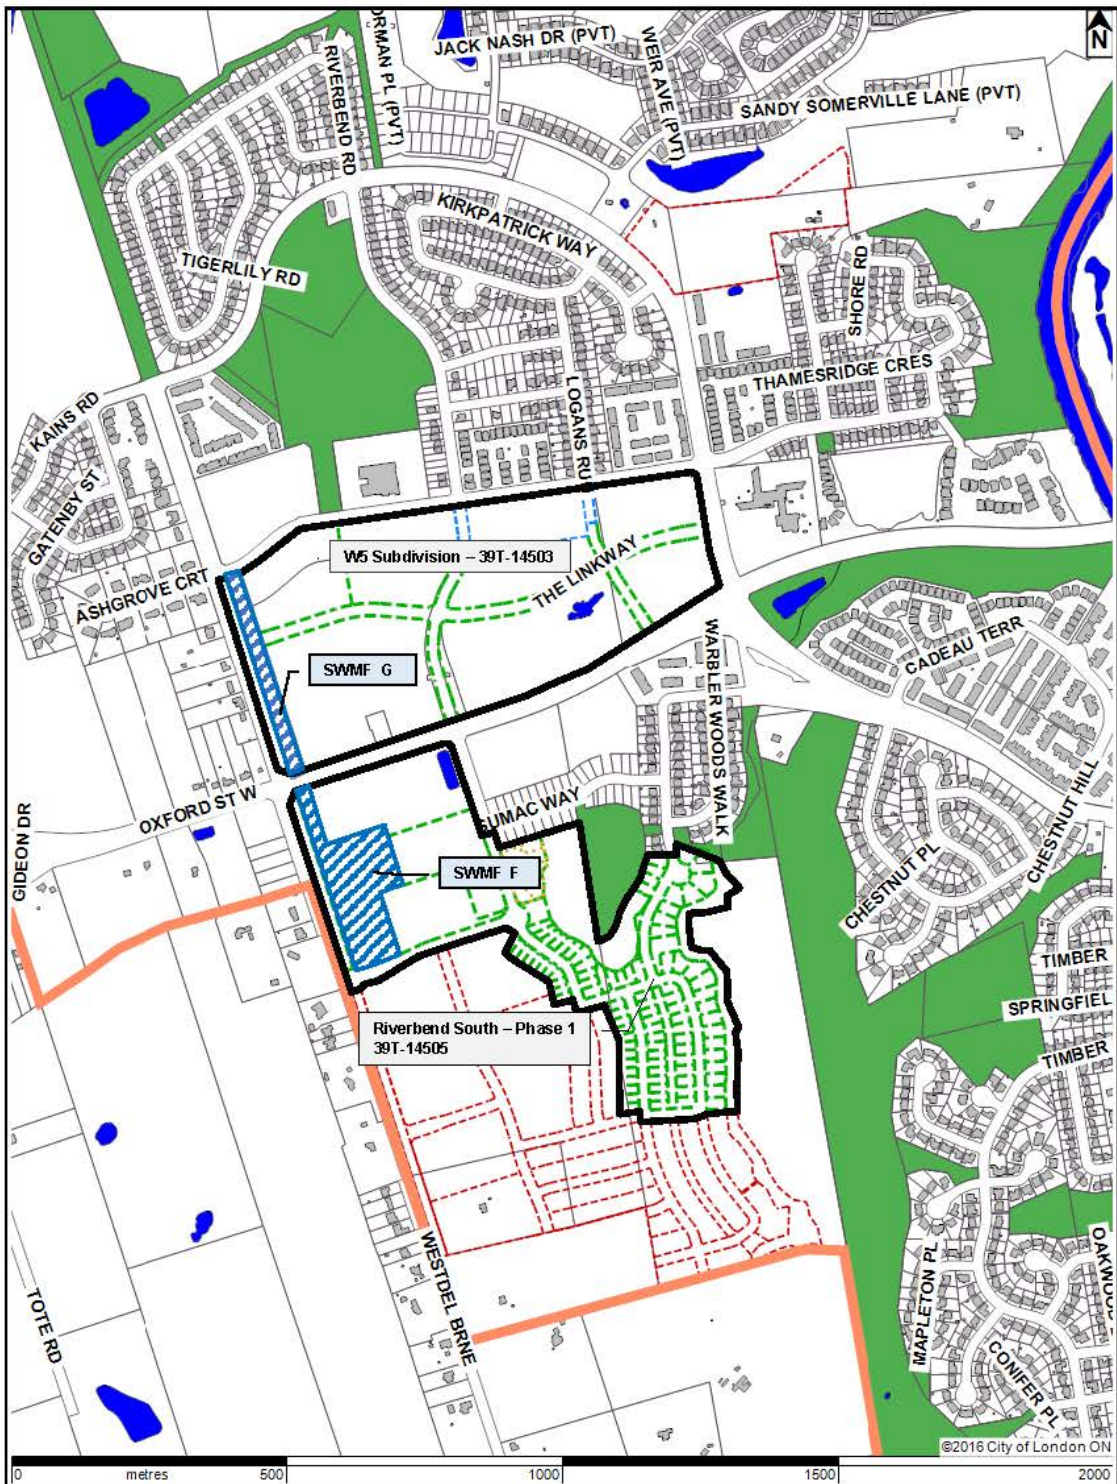 N
JACK NASH DR (PVT)
WEIR AVE (PVT)
ORMAN PL (PVT)
RIVERBEND RD
SANDY SOMERVILLE LANE (PVT)
KIRKPATRICK WAY
TIGERLILY RD
SHORE RD
THAMESRIDGE CRES
LOGANS RU
KAINS RD
GATENBY ST
ASHGROVE CRT
W5 Subdivision – 39T-14503
THE LINKWAY
SWMF G
WARBLER WOODS WALK
CADEAU TERR
OXFORD ST W
GIDEON DR
SUMAC WAY
SWMF F
CHESTNUT HILL
CHESTNUT PL
TIMBER
SPRINGFIEL
TIMBER
Riverbend South – Phase 1
39T-14505
WESTDEL BRNE
TOTE RD
MAPLETON PL
OAKWOOD
CONIFER PL
©2016 City of London ON
0 metres 500 1000 1500 2000